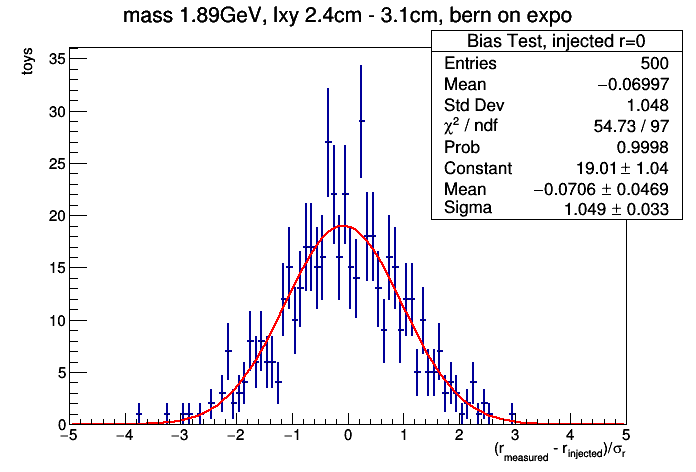 mass 1.89GeV, lxy 2.4cm - 3.1cm, bern on expo
Bias Test, injected r=0
Entries 500
Mean −0.06997
Std Dev 1.048
χ² / ndf 54.73 / 97
Prob 0.9998
Constant 19.01 ± 1.04
Mean −0.0706 ± 0.0469
Sigma 1.049 ± 0.033
toys
35
30
25
20
15
10
5
0
−5 −4 −3 −2 −1 0 1 2 3 4 5
(r_measured - r_injected)/σ_r